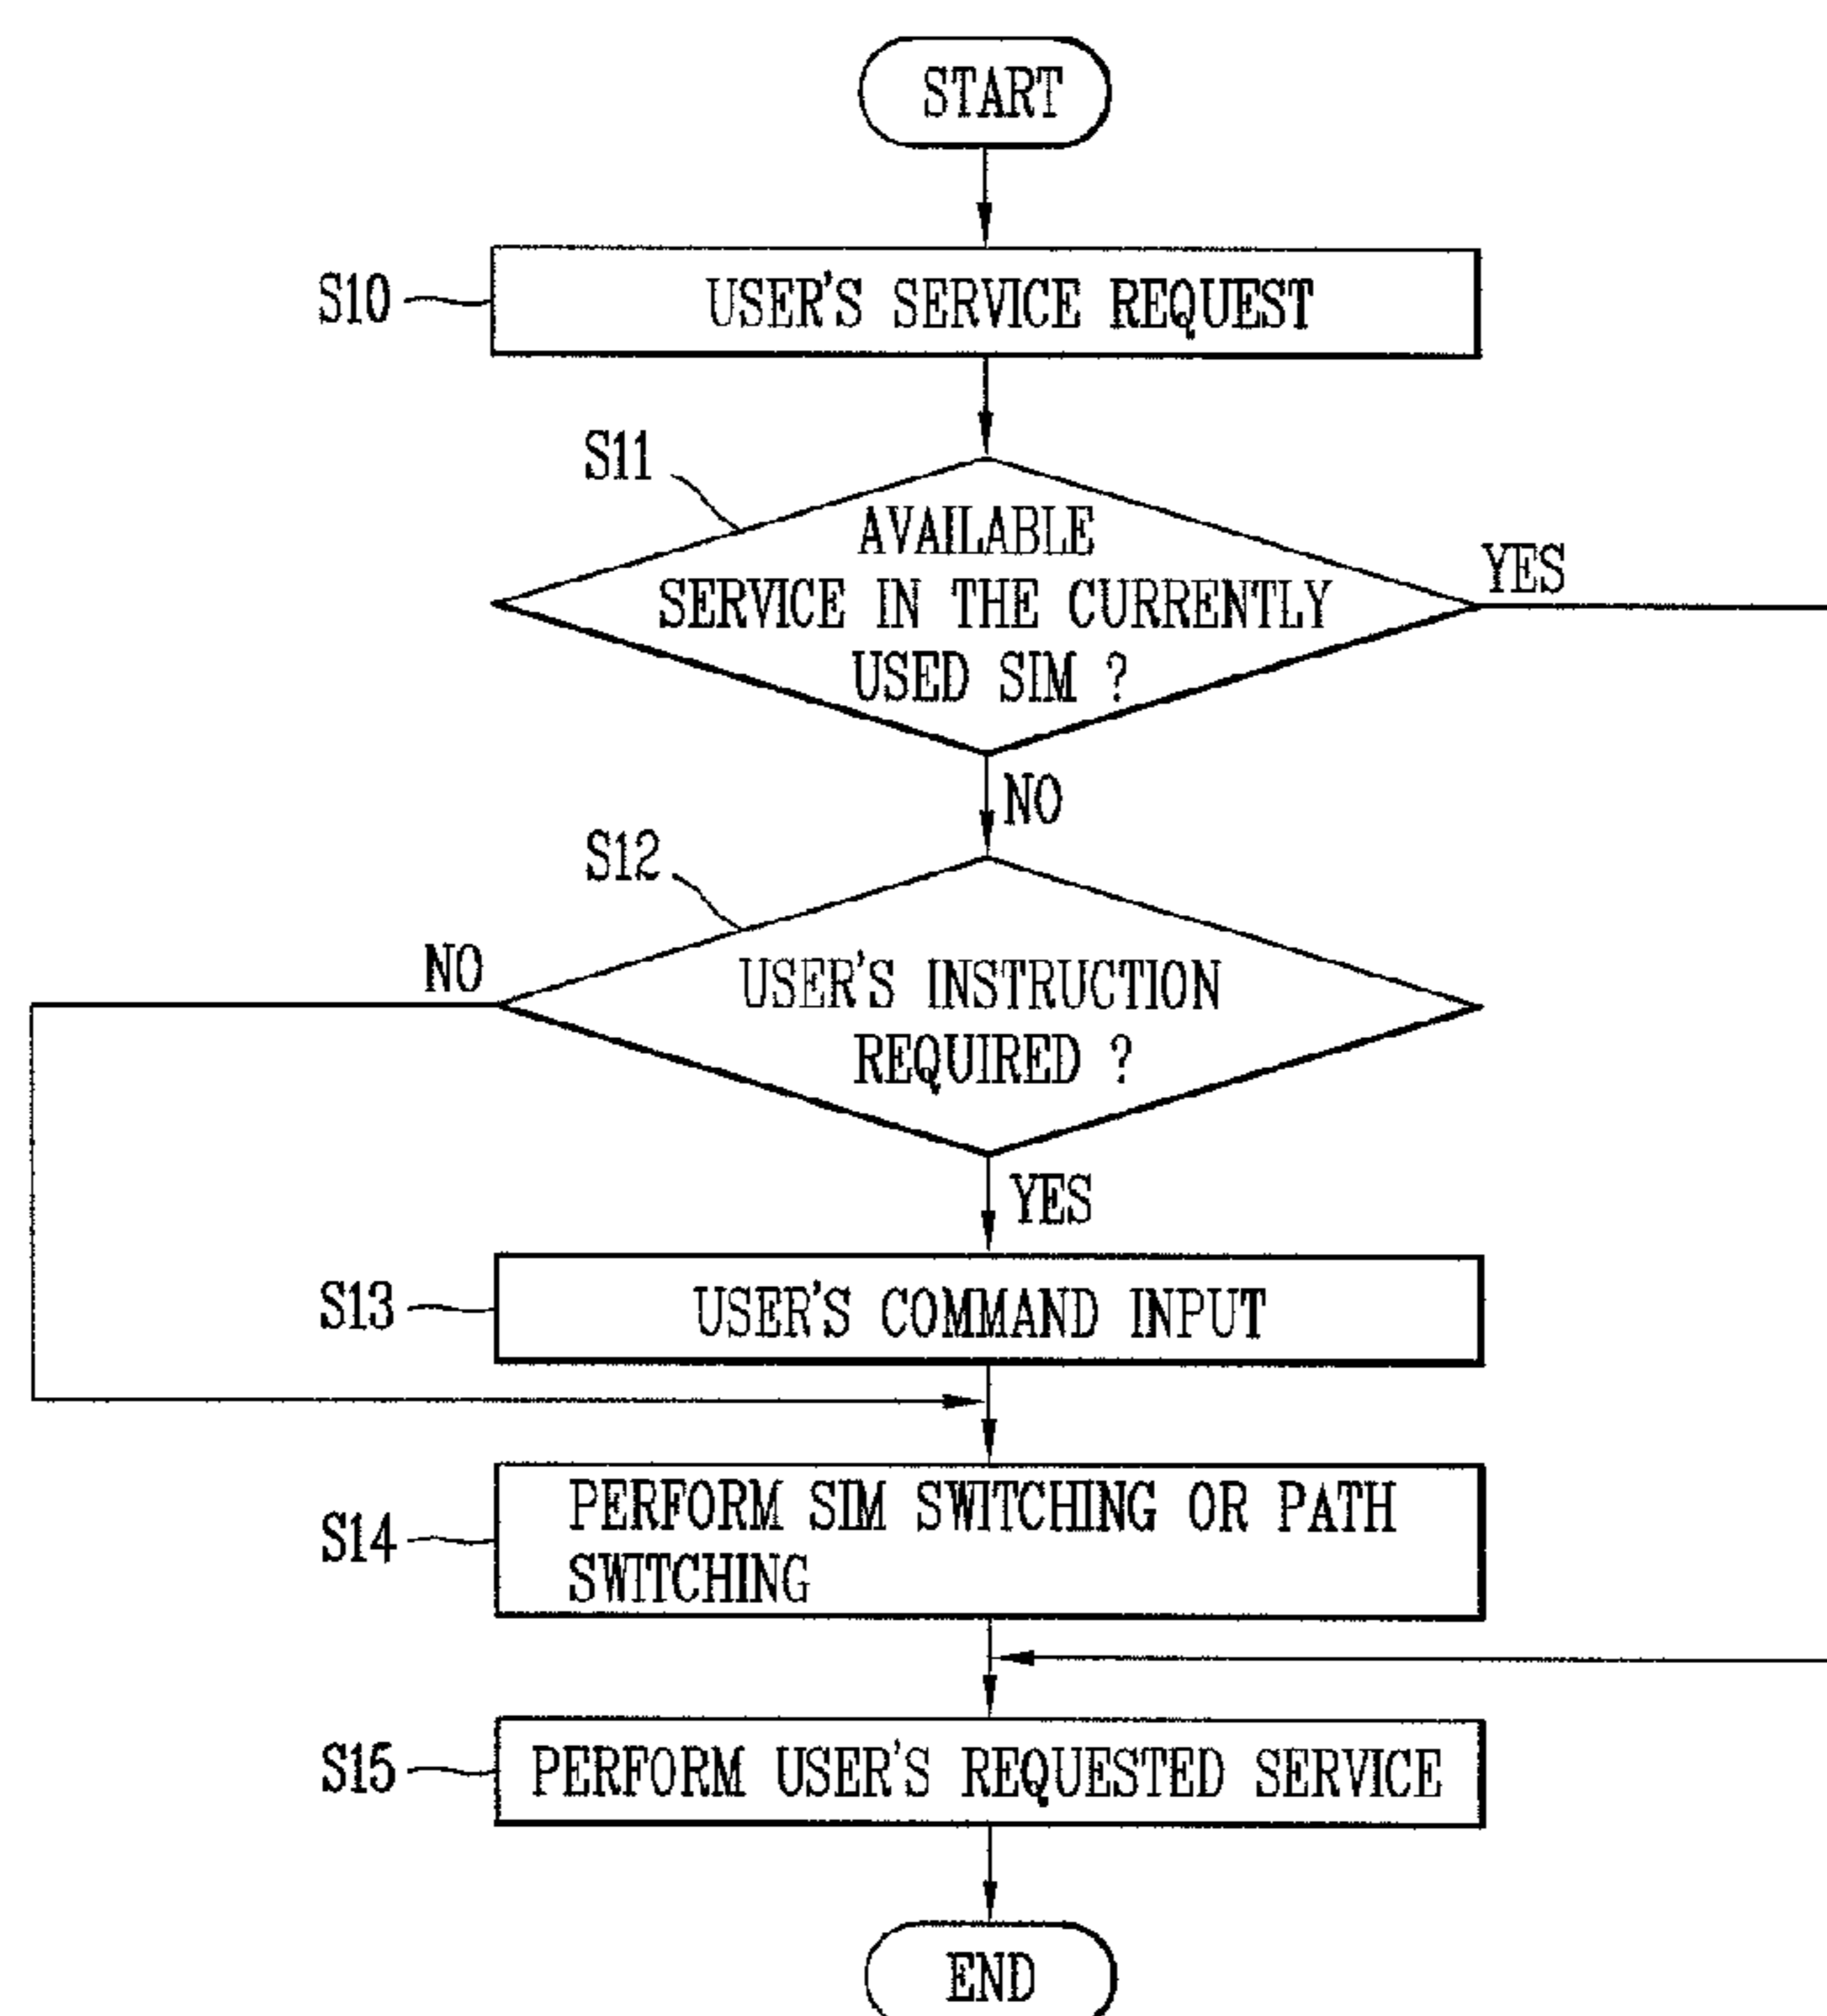 START
S10
USER'S SERVICE REQUEST
S11
AVAILABLE
SERVICE IN THE CURRENTLY
USED SIM ?
YES
NO
S12
NO
USER'S INSTRUCTION
REQUIRED ?
YES
S13
USER'S COMMAND INPUT
S14
PERFORM SIM SWITCHING OR PATH
SWITCHING
S15
PERFORM USER'S REQUESTED SERVICE
END